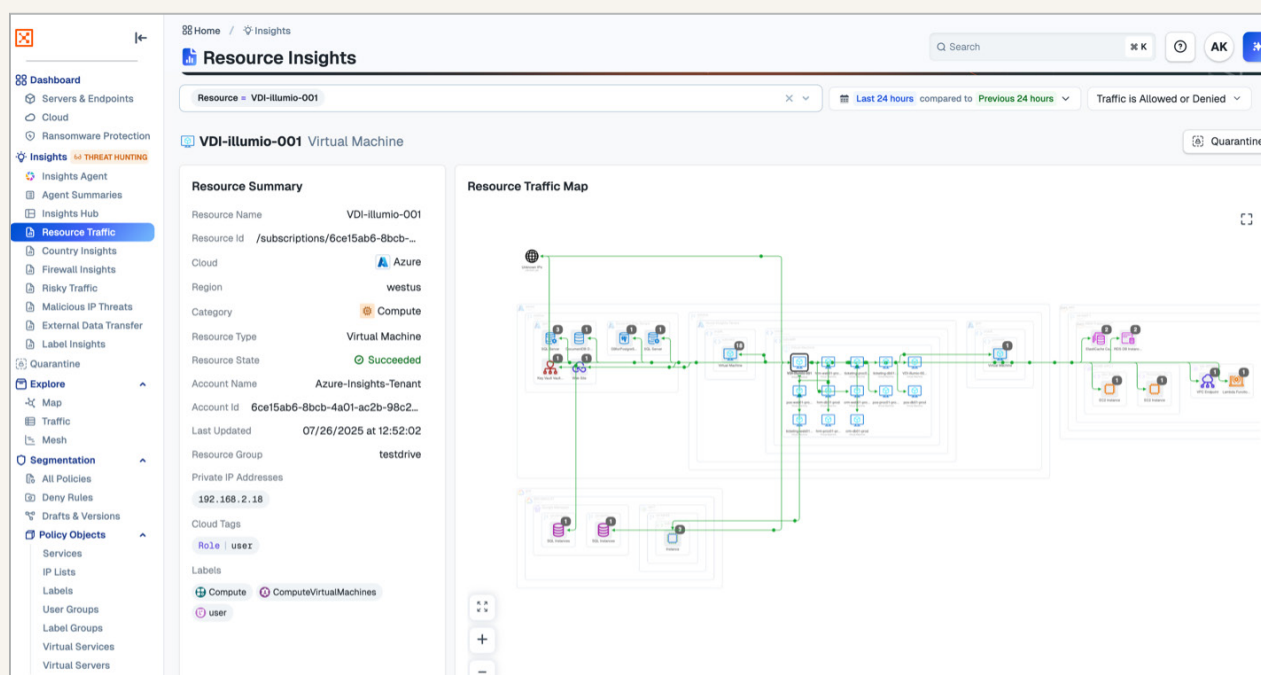 Home / Insights
Resource Insights
Search
⌘ K
AK
Dashboard
Servers & Endpoints
Cloud
Ransomware Protection
Insights THREAT HUNTING
Insights Agent
Agent Summaries
Insights Hub
Resource Traffic
Country Insights
Firewall Insights
Risky Traffic
Malicious IP Threats
External Data Transfer
Label Insights
Quarantine
Explore
Map
Traffic
Mesh
Segmentation
All Policies
Deny Rules
Drafts & Versions
Policy Objects
Services
IP Lists
Labels
User Groups
Label Groups
Virtual Services
Virtual Servers
Resource = VDI-illumio-001
Last 24 hours compared to Previous 24 hours
Traffic is Allowed or Denied
VDI-illumio-001 Virtual Machine
Quarantine
Resource Summary
Resource Name VDI-illumio-001
Resource Id /subscriptions/6ce15ab6-8bcb-...
Cloud Azure
Region westus
Category Compute
Resource Type Virtual Machine
Resource State Succeeded
Account Name Azure-Insights-Tenant
Account Id 6ce15ab6-8bcb-4a01-ac2b-98c2...
Last Updated 07/26/2025 at 12:52:02
Resource Group testdrive
Private IP Addresses
192.168.2.18
Cloud Tags
Role | user
Labels
Compute ComputeVirtualMachines
user
Resource Traffic Map
Virtual Machine
SQL Instance
SQL Instance
Instance